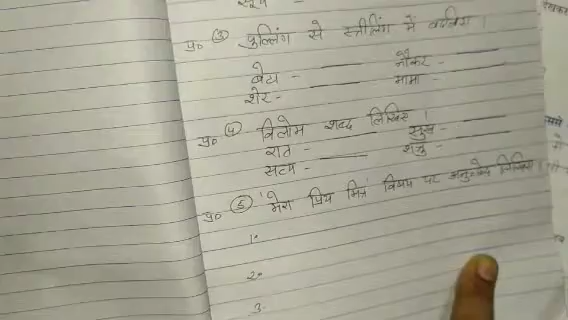 प्र० ③ पुल्लिंग से स्त्रीलिंग में बदलिए।
बेटा - नौकर -
शेर - मामा -
प्र० ④ विलोम शब्द लिखिए।
रात - सुख -
सत्य - शत्रु -
प्र० ⑤ 'मेरा प्रिय मित्र' विषय पर अनुच्छेद लिखिए।
1.
2.
3.